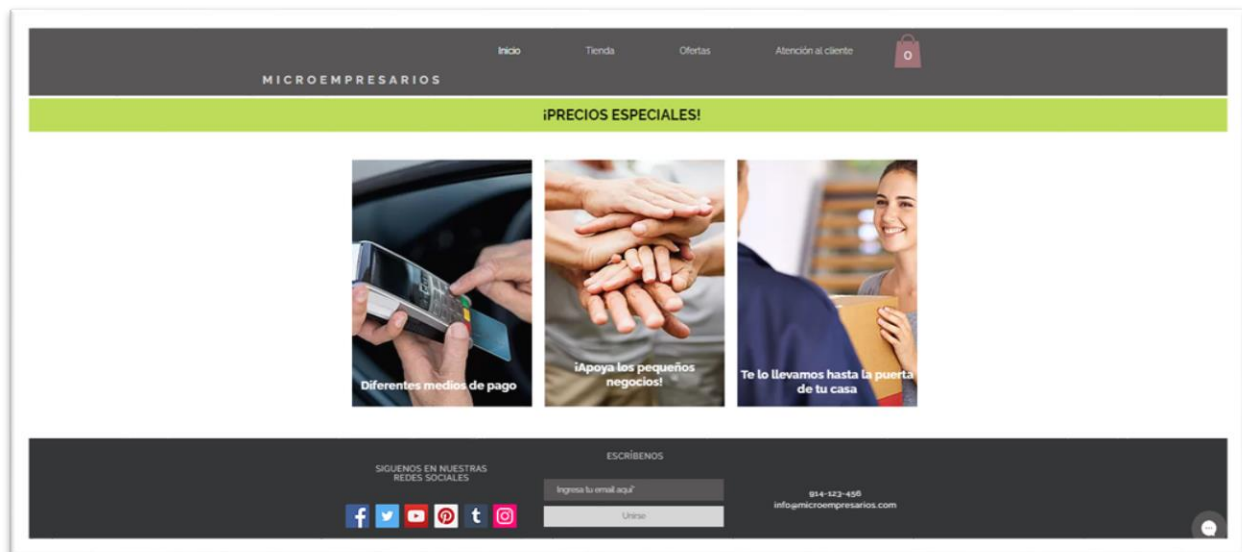 Inicio
Tienda
Ofertas
Atención al cliente
0
MICROEMPRESARIOS
¡PRECIOS ESPECIALES!
Diferentes medios de pago
¡Apoya los pequeños
negocios!
Te lo llevamos hasta la puerta
de tu casa
SIGUENOS EN NUESTRAS
REDES SOCIALES
ESCRÍBENOS
Ingresa tu email aquí*
Unirse
914-123-456
info@microempresarios.com